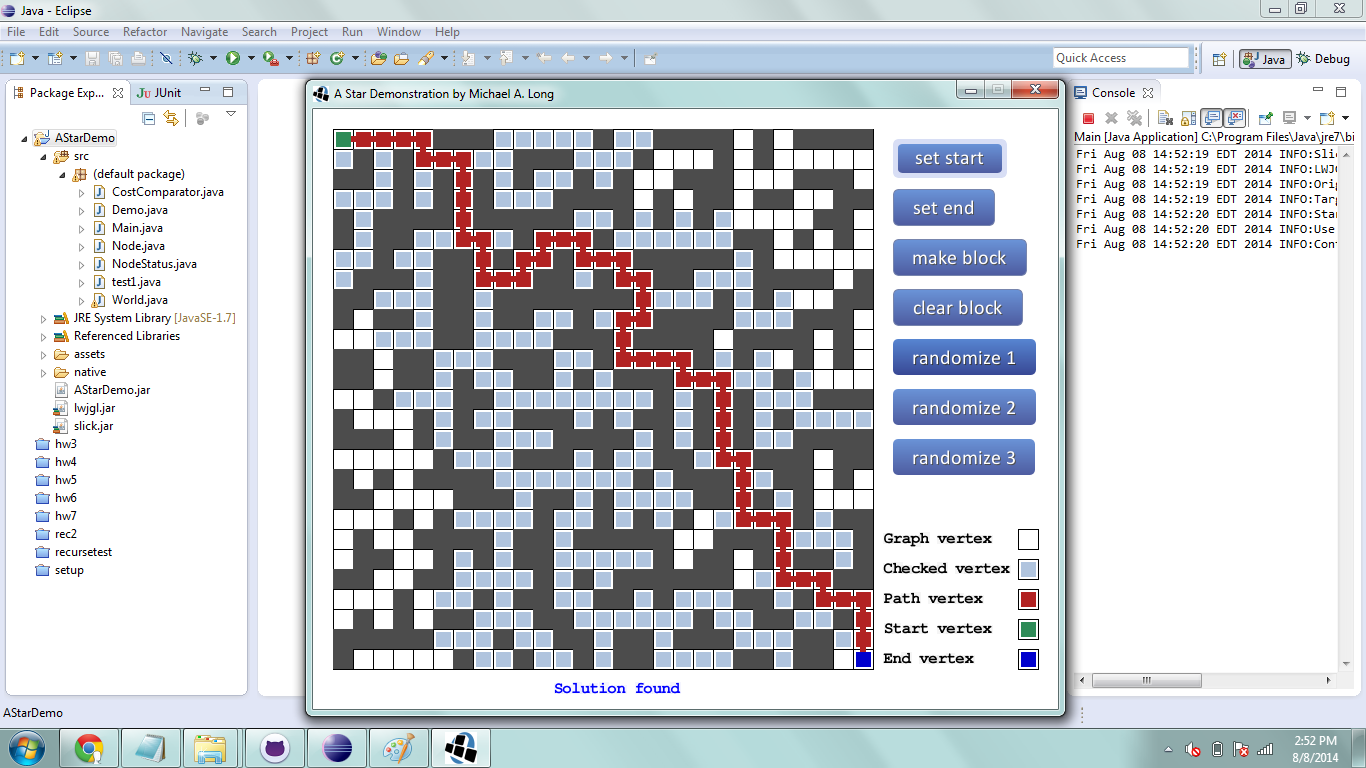 Java - Eclipse
File Edit Source Refactor Navigate Search Project Run Window Help
Quick Access
Java
Debug
Package Exp...
JUnit
AStarDemo
src
(default package)
CostComparator.java
Demo.java
Main.java
Node.java
NodeStatus.java
test1.java
World.java
JRE System Library [JavaSE-1.7]
Referenced Libraries
assets
native
AStarDemo.jar
lwjgl.jar
slick.jar
hw3
hw4
hw5
hw6
hw7
rec2
recursetest
setup
A Star Demonstration by Michael A. Long
set start
set end
make block
clear block
randomize 1
randomize 2
randomize 3
Graph vertex
Checked vertex
Path vertex
Start vertex
End vertex
Solution found
Console
Main [Java Application] C:\Program Files\Java\jre7\bi
Fri Aug 08 14:52:19 EDT 2014 INFO:Slic
Fri Aug 08 14:52:19 EDT 2014 INFO:LWJG
Fri Aug 08 14:52:19 EDT 2014 INFO:Orig
Fri Aug 08 14:52:19 EDT 2014 INFO:Targ
Fri Aug 08 14:52:20 EDT 2014 INFO:Star
Fri Aug 08 14:52:20 EDT 2014 INFO:Use
Fri Aug 08 14:52:20 EDT 2014 INFO:Cont
AStarDemo
2:52 PM
8/8/2014